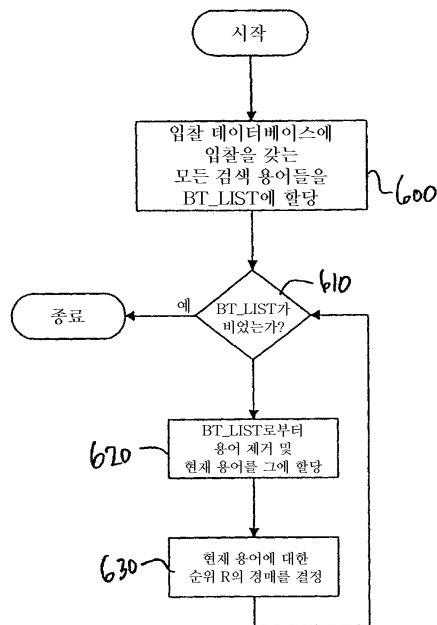 시작
입찰 데이터베이스에
입찰을 갖는
모든 검색 용어들을
BT_LIST에 할당
600
610
BT_LIST가
비었는가?
예
종료
BT_LIST로부터
용어 제거 및
현재 용어를 그에 할당
620
현재 용어에 대한
순위 R의 경매를 결정
630